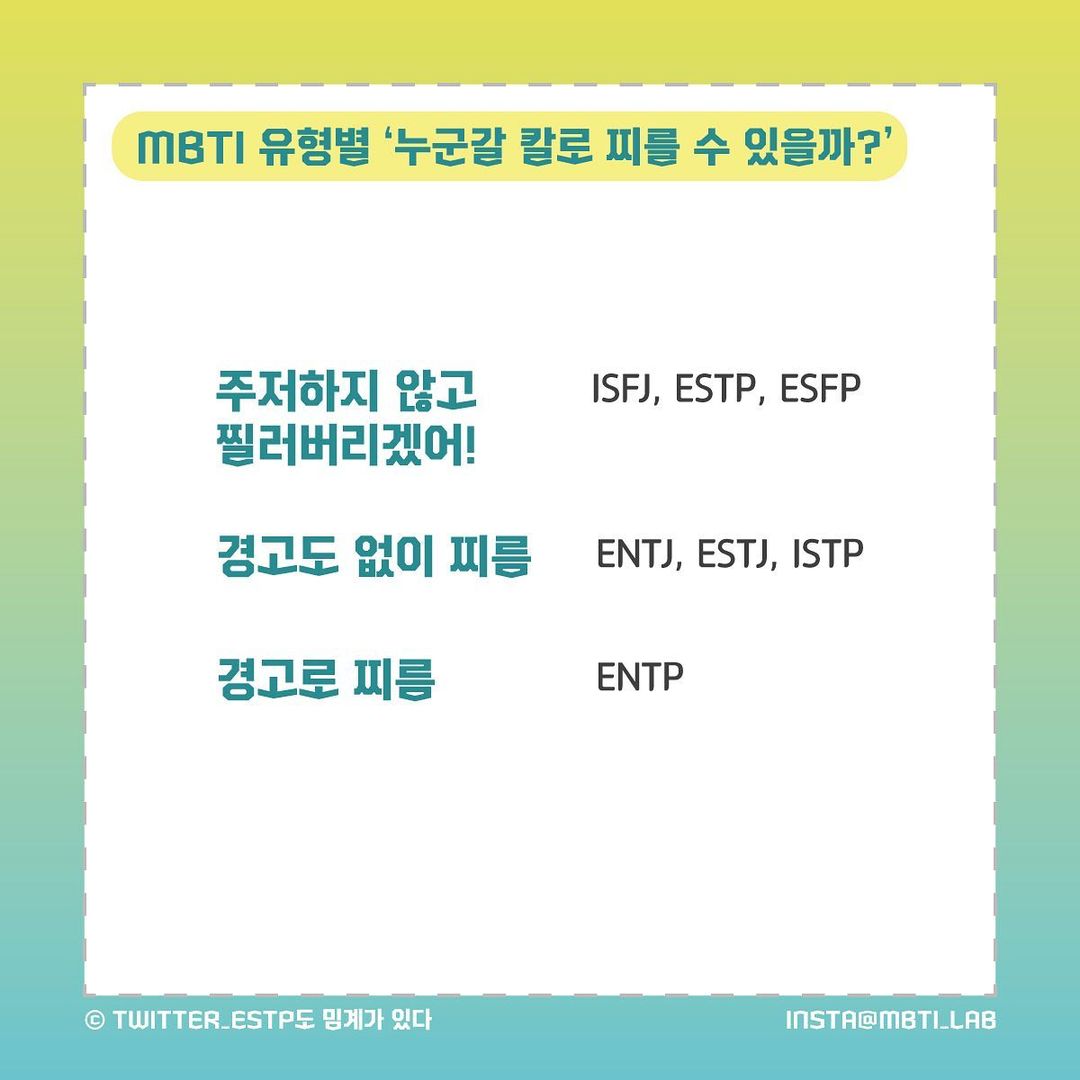 MBTI 유형별 ‘누군갈 칼로 찌를 수 있을까?’
주저하지 않고 ISFJ, ESTP, ESFP
찔러버리겠어!
경고도 없이 찌름 ENTJ, ESTJ, ISTP
경고로 찌름 ENTP
© TWITTER_ESTP도 밈계가 있다 INSTA@MBTI_LAB